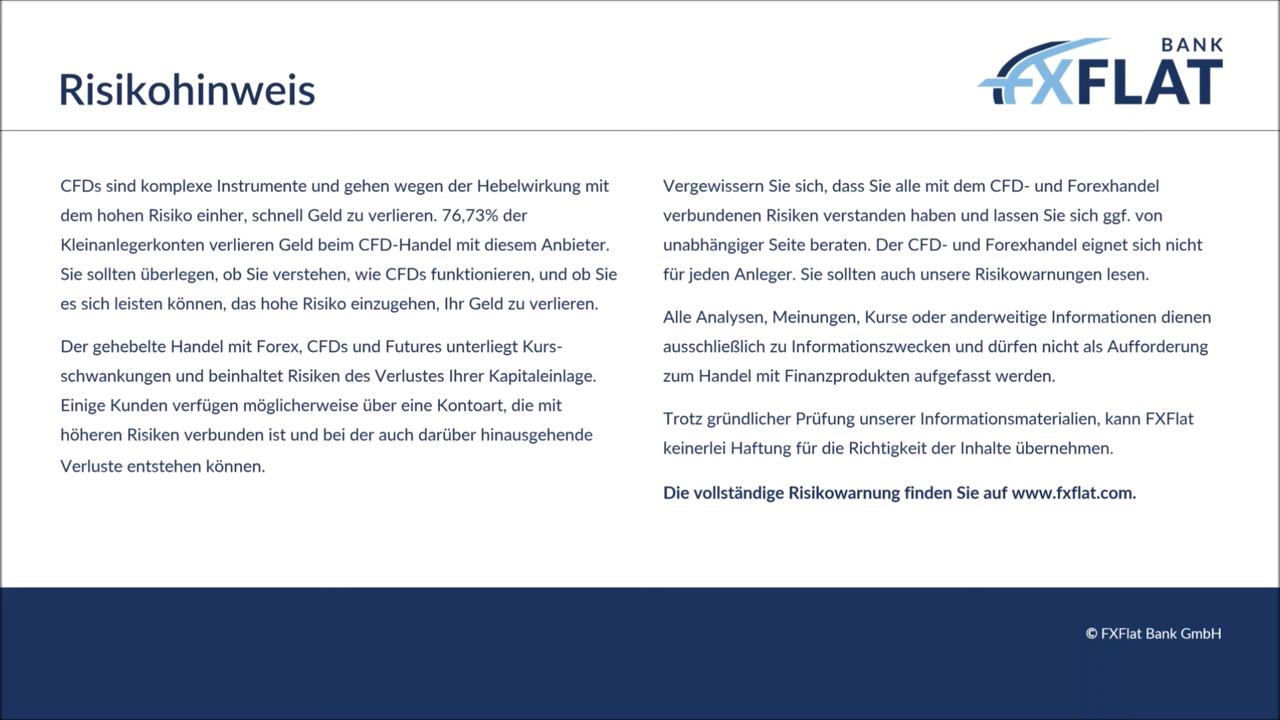 Risikohinweis
BANK
FXFLAT
CFDs sind komplexe Instrumente und gehen wegen der Hebelwirkung mit
dem hohen Risiko einher, schnell Geld zu verlieren. 76,73% der
Kleinanlegerkonten verlieren Geld beim CFD-Handel mit diesem Anbieter.
Sie sollten überlegen, ob Sie verstehen, wie CFDs funktionieren, und ob Sie
es sich leisten können, das hohe Risiko einzugehen, Ihr Geld zu verlieren.
Der gehebelte Handel mit Forex, CFDs und Futures unterliegt Kurs-
schwankungen und beinhaltet Risiken des Verlustes Ihrer Kapitaleinlage.
Einige Kunden verfügen möglicherweise über eine Kontoart, die mit
höheren Risiken verbunden ist und bei der auch darüber hinausgehende
Verluste entstehen können.
Vergewissern Sie sich, dass Sie alle mit dem CFD- und Forexhandel
verbundenen Risiken verstanden haben und lassen Sie sich ggf. von
unabhängiger Seite beraten. Der CFD- und Forexhandel eignet sich nicht
für jeden Anleger. Sie sollten auch unsere Risikowarnungen lesen.
Alle Analysen, Meinungen, Kurse oder anderweitige Informationen dienen
ausschließlich zu Informationszwecken und dürfen nicht als Aufforderung
zum Handel mit Finanzprodukten aufgefasst werden.
Trotz gründlicher Prüfung unserer Informationsmaterialien, kann FXFlat
keinerlei Haftung für die Richtigkeit der Inhalte übernehmen.
Die vollständige Risikowarnung finden Sie auf www.fxflat.com.
© FXFlat Bank GmbH